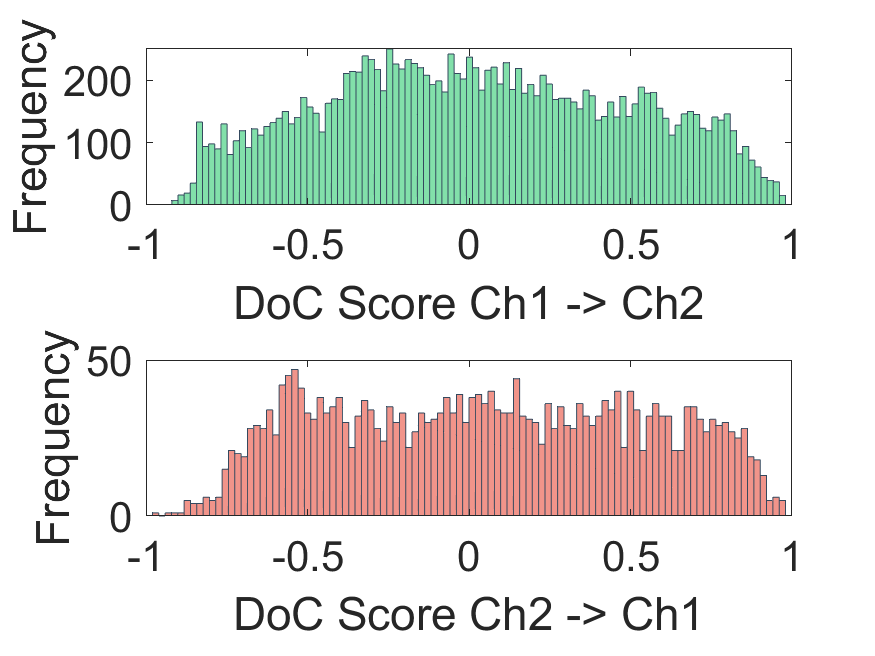 Frequency
200
100
0
-1 -0.5 0 0.5 1
DoC Score Ch1 -> Ch2
Frequency
50
0
-1 -0.5 0 0.5 1
DoC Score Ch2 -> Ch1